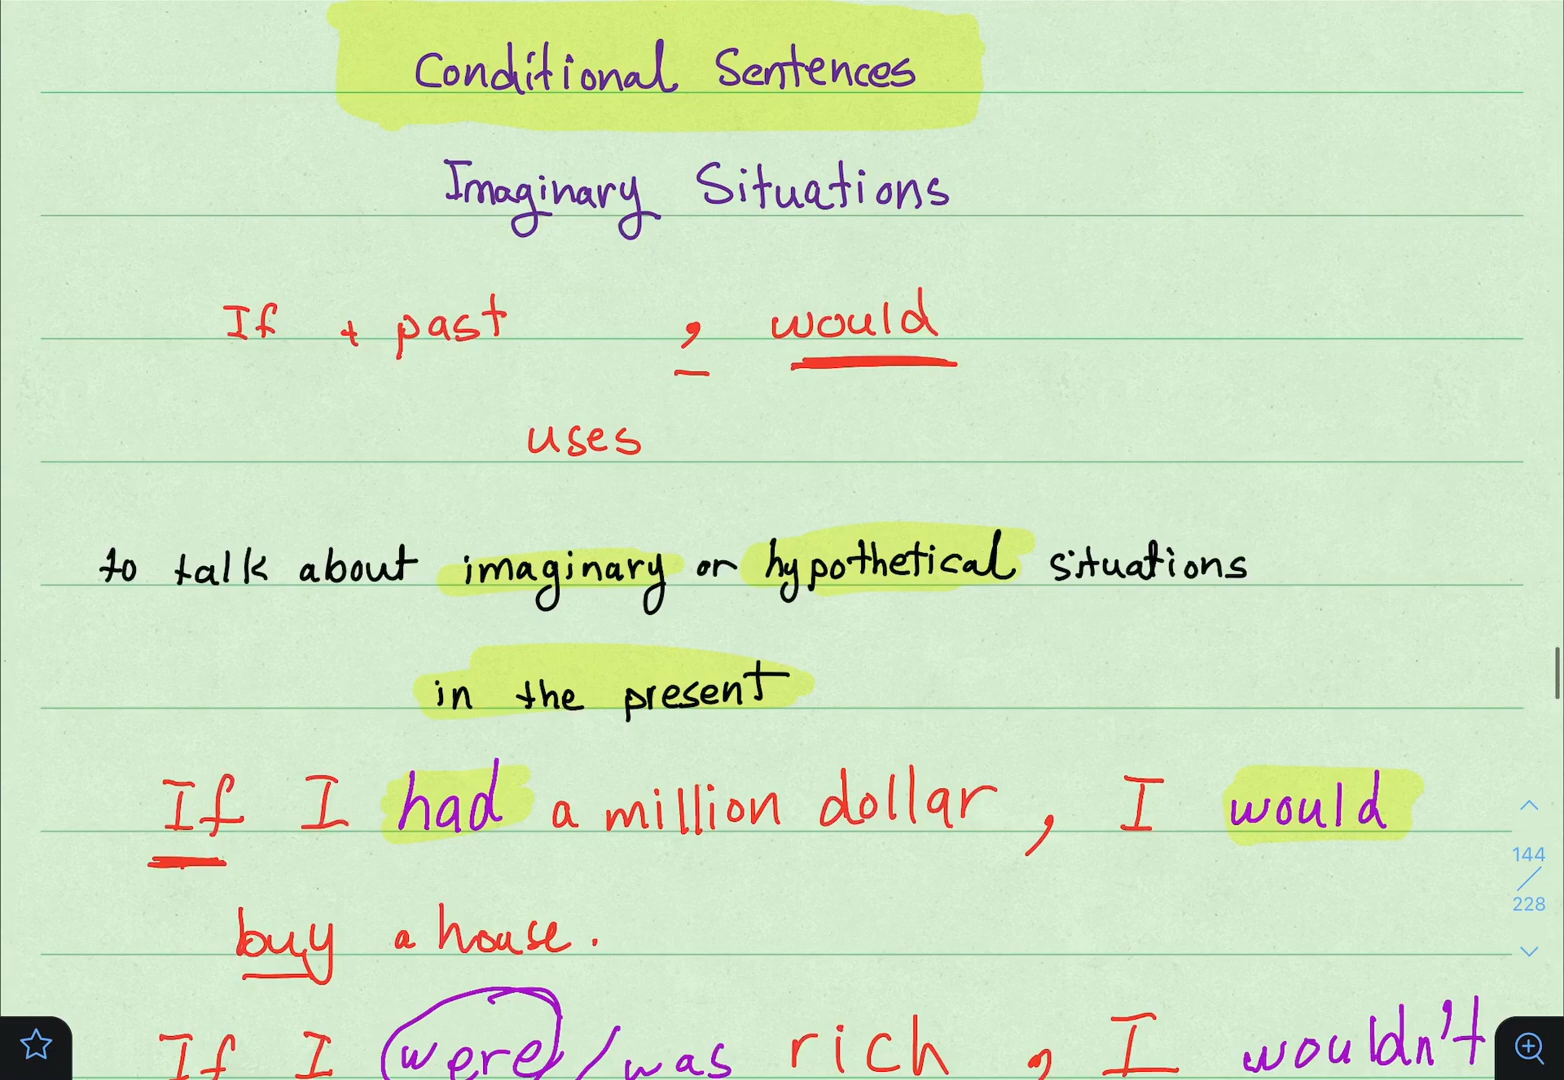 Conditional Sentences
Imaginary Situations
If + past , would
uses
to talk about imaginary or hypothetical situations
in the present
If I had a million dollar, I would
buy a house.
If I were/was rich, I wouldn't
144
/
228